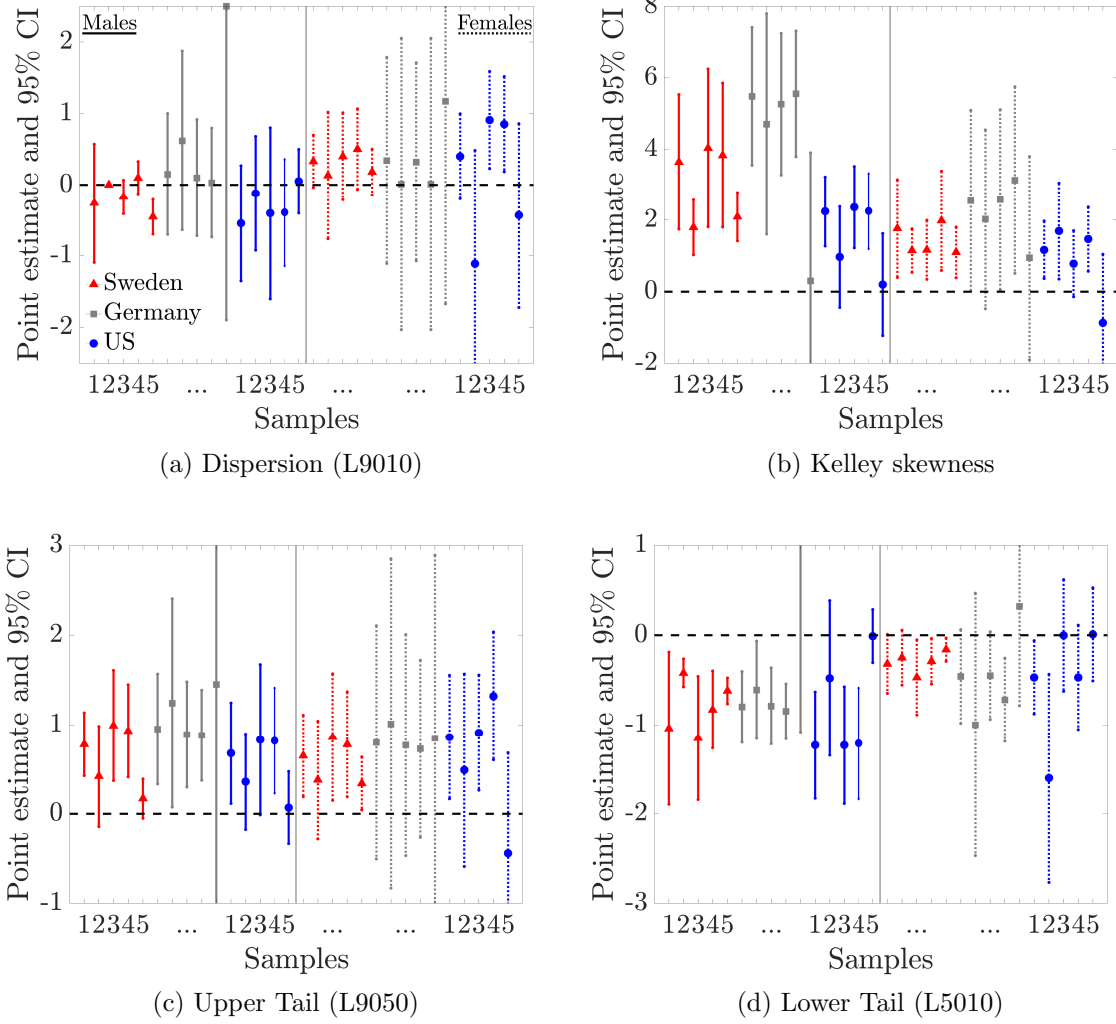 Point estimate and 95% CI
2
1
0
-1
-2
Males
Females
Sweden
Germany
US
12345 ... 12345 ... ... 12345
Samples
(a) Dispersion (L9010)
Point estimate and 95% CI
8
6
4
2
0
-2
12345 ... 12345 ... ... 12345
Samples
(b) Kelley skewness
Point estimate and 95% CI
3
2
1
0
-1
12345 ... 12345 ... ... 12345
Samples
(c) Upper Tail (L9050)
Point estimate and 95% CI
1
0
-1
-2
-3
12345 ... 12345 ... ... 12345
Samples
(d) Lower Tail (L5010)